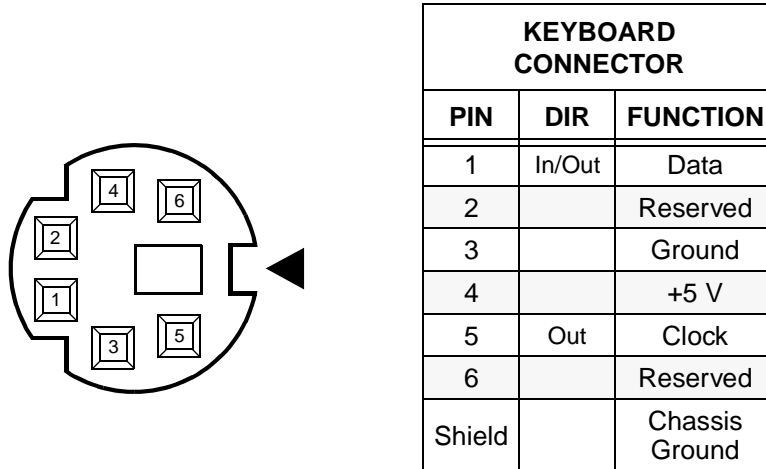 KEYBOARD
CONNECTOR
PIN DIR FUNCTION
1 In/Out Data
2 Reserved
3 Ground
4 +5 V
5 Out Clock
6 Reserved
Shield Chassis
Ground
4
6
2
1
3
5